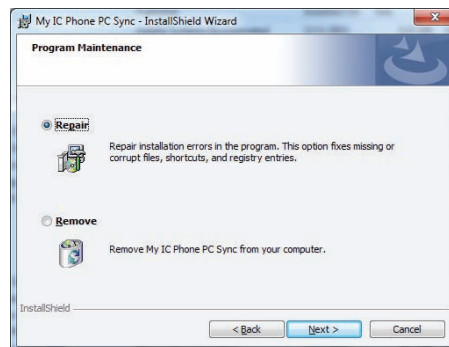 My IC Phone PC Sync - InstallShield Wizard
Program Maintenance
Repair
Repair installation errors in the program. This option fixes missing or
corrupt files, shortcuts, and registry entries.
Remove
Remove My IC Phone PC Sync from your computer.
InstallShield
< Back
Next >
Cancel